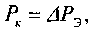 Pк = ΔPЭ,